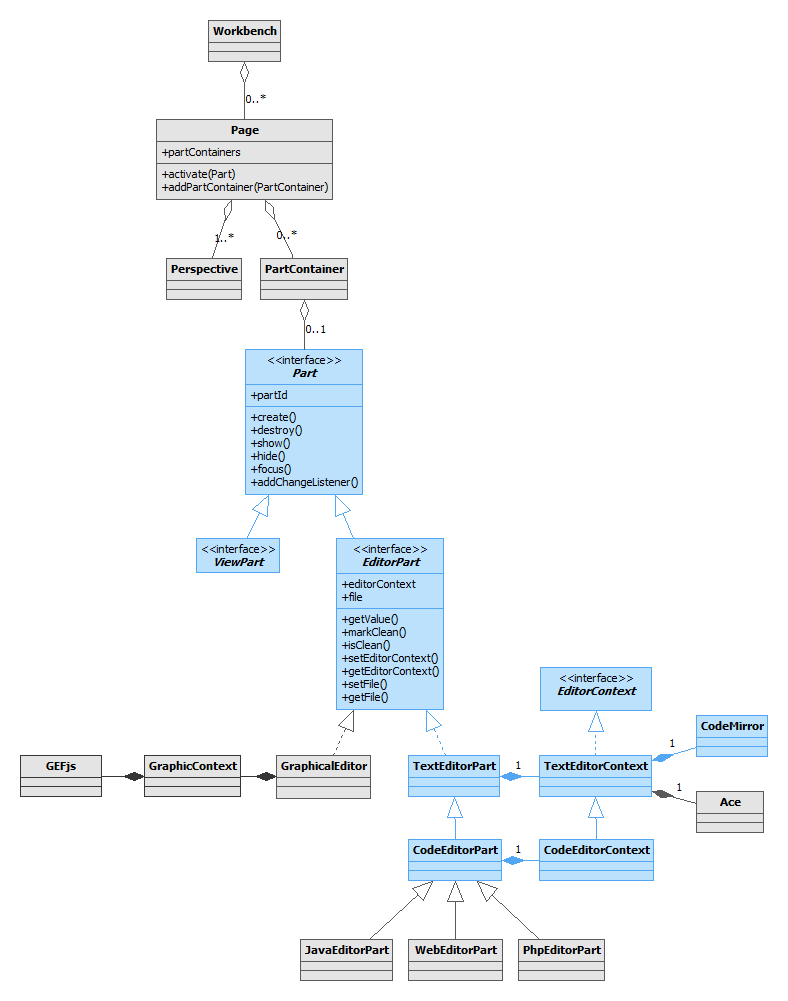 Workbench
0..*
Page
+partContainers
+activate(Part)
+addPartContainer(PartContainer)
1..*
0..*
Perspective
PartContainer
0..1
<<interface>>
Part
+partId
+create()
+destroy()
+show()
+hide()
+focus()
+addChangeListener()
<<interface>>
ViewPart
<<interface>>
EditorPart
+editorContext
+file
+getValue()
+markClean()
+isClean()
+setEditorContext()
+getEditorContext()
+setFile()
+getFile()
<<interface>>
EditorContext
CodeMirror
1
GEFjs
GraphicContext
GraphicalEditor
TextEditorPart
1
TextEditorContext
1
Ace
CodeEditorPart
1
CodeEditorContext
JavaEditorPart
WebEditorPart
PhpEditorPart